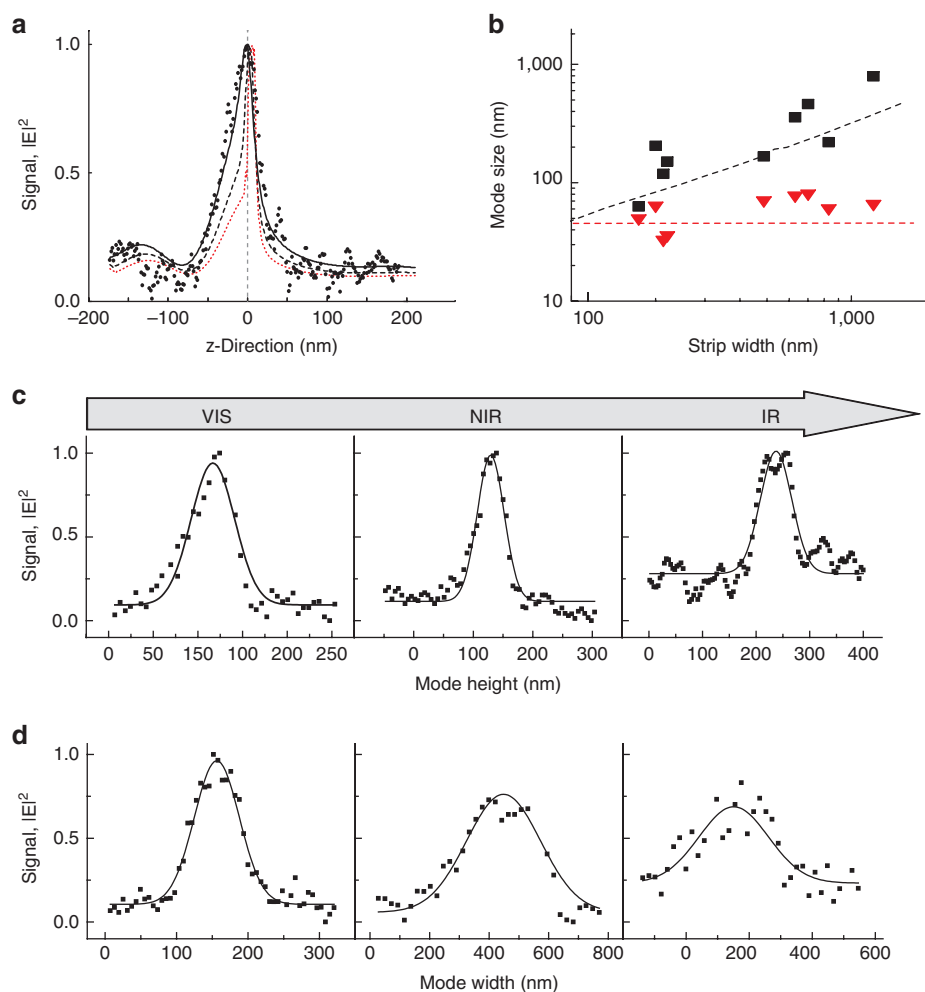 a
1.0
0.5
0.0
Signal, |E|²
−200
−100
0
100
200
z-Direction (nm)
b
1,000
100
10
Mode size (nm)
100
1,000
Strip width (nm)
c
VIS
NIR
IR
1.0
0.5
0.0
Signal, |E|²
0 50 150 100 200 250
0 100 200 300
0 100 200 300 400
Mode height (nm)
d
1.0
0.5
0.0
Signal, |E|²
0 100 200 300
0 200 400 600 800
0 200 400 600
Mode width (nm)